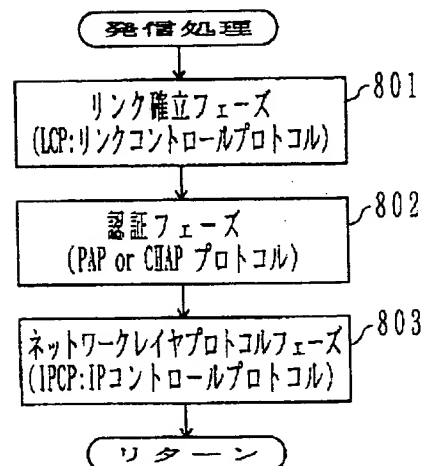 発信処理
リンク確立フェーズ
(LCP:リンクコントロールプロトコル)
801
認証フェーズ
(PAP or CHAP プロトコル)
802
ネットワークレイヤプロトコルフェーズ
(IPCP:IPコントロールプロトコル)
803
リターン